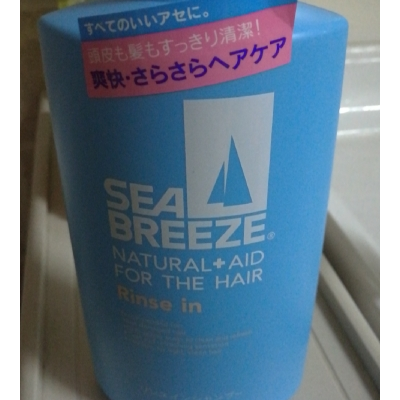 すべてのいいアセに。
頭皮も髪もすっきり清潔!
爽快・さらさらヘアケア
SEA
BREEZE®
NATURAL+AID
FOR THE HAIR
Rinse in